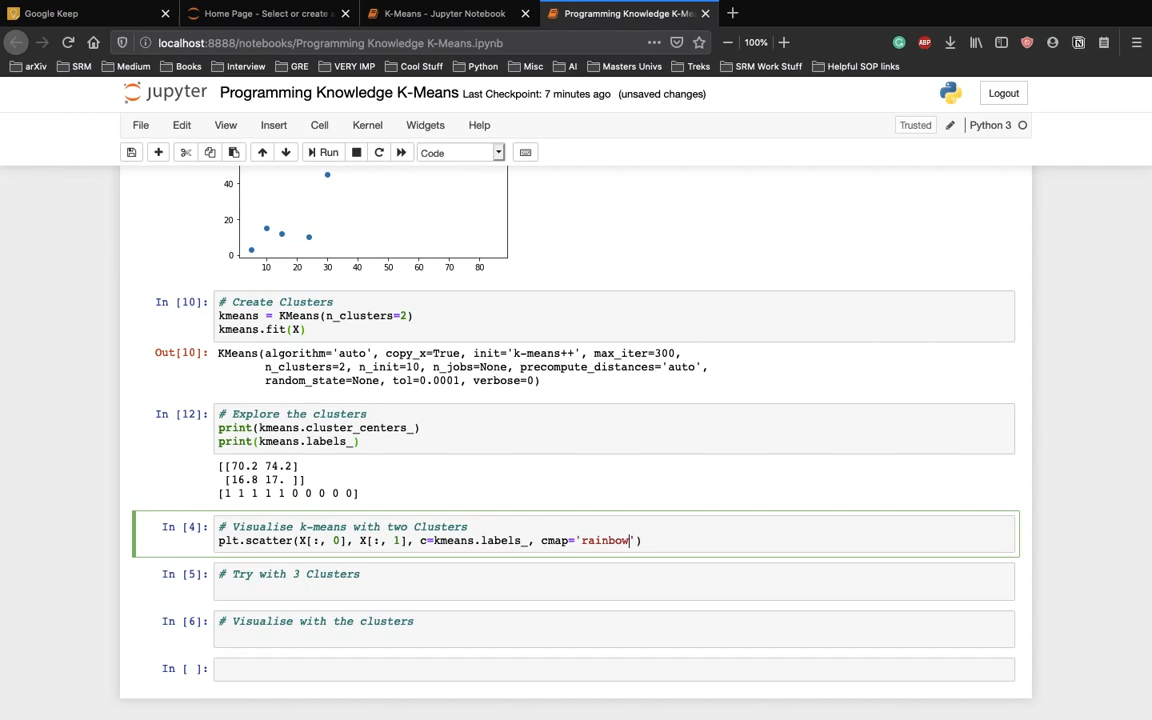 Google Keep
Home Page - Select or create a
K-Means - Jupyter Notebook
Programming Knowledge K-Me
localhost:8888/notebooks/Programming Knowledge K-Means.ipynb
100%
arXiv SRM Medium Books Interview GRE VERY IMP Cool Stuff Python Misc AI Masters Univs Treks SRM Work Stuff Helpful SOP links
jupyter Programming Knowledge K-Means Last Checkpoint: 7 minutes ago (unsaved changes) Logout
File Edit View Insert Cell Kernel Widgets Help Trusted Python 3
Run Code
40
20
0
10 20 30 40 50 60 70 80
In [10]: # Create Clusters
kmeans = KMeans(n_clusters=2)
kmeans.fit(X)
Out[10]: KMeans(algorithm='auto', copy_x=True, init='k-means++', max_iter=300,
n_clusters=2, n_init=10, n_jobs=None, precompute_distances='auto',
random_state=None, tol=0.0001, verbose=0)
In [12]: # Explore the clusters
print(kmeans.cluster_centers_)
print(kmeans.labels_)
[[70.2 74.2]
[16.8 17. ]]
[1 1 1 1 1 0 0 0 0 0]
In [4]: # Visualise k-means with two Clusters
plt.scatter(X[:, 0], X[:, 1], c=kmeans.labels_, cmap='rainbow')
In [5]: # Try with 3 Clusters
In [6]: # Visualise with the clusters
In [ ]: